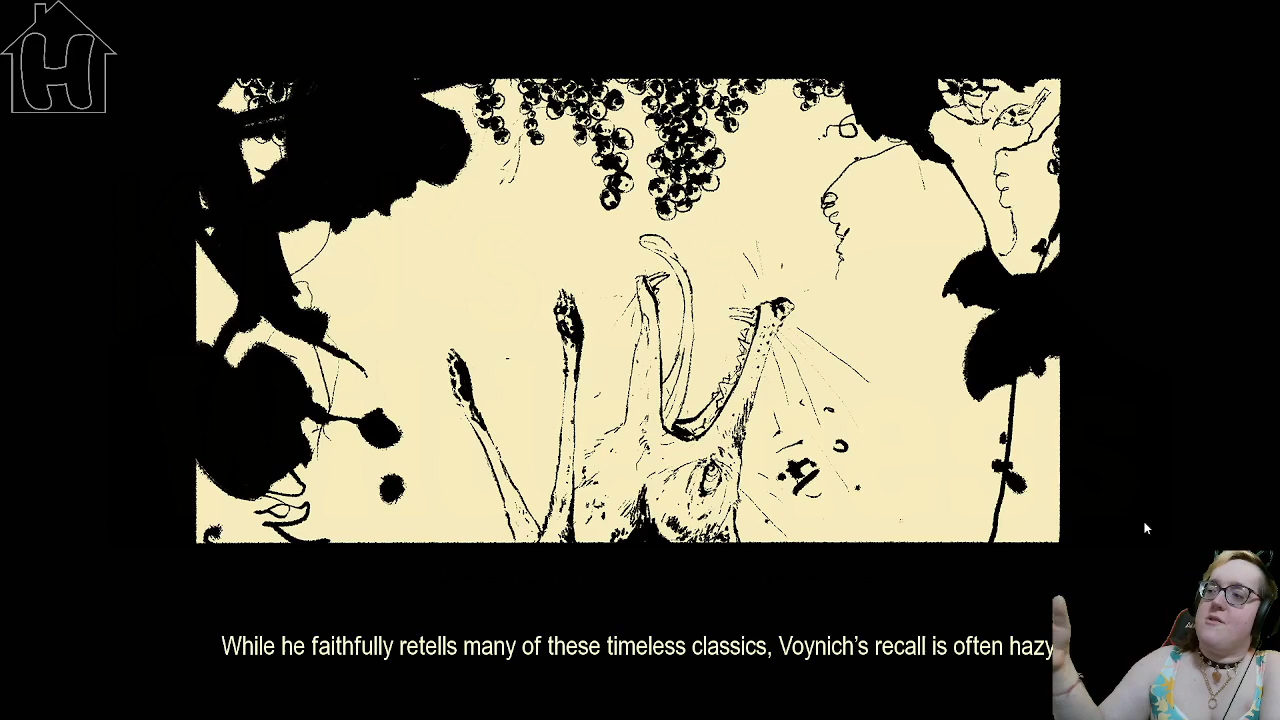 H
While he faithfully retells many of these timeless classics, Voynich's recall is often hazy